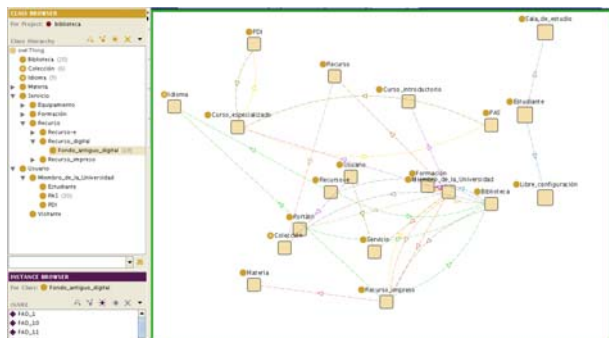 CLASS BROWSER
For Project: Biblioteca
Class Hierarchy
owl:Thing
Biblioteca
Colección
Idioma
Materia
Servicio
Equipamento
Formación
Recurso
Recurso-e
Recurso_digital
Fondo_antiguo_digital
Recurso_impreso
Usuario
Miembro_de_la_Universidad
Estudiante
PAS
PDI
Visitante
INSTANCE BROWSER
For Class: Fondo_antiguo_digital
FAD_1
FAD_10
FAD_11
Sala_de_estudio
PDI
Recurso
Idioma
Curso_introductorio
Curso_especializado
Estudiante
PAS
Usuario
Formación
Recurso-e
Miembro_de_la_Universidad
Biblioteca
Libre_configuración
Colección
Servicio
Materia
Recurso_impreso